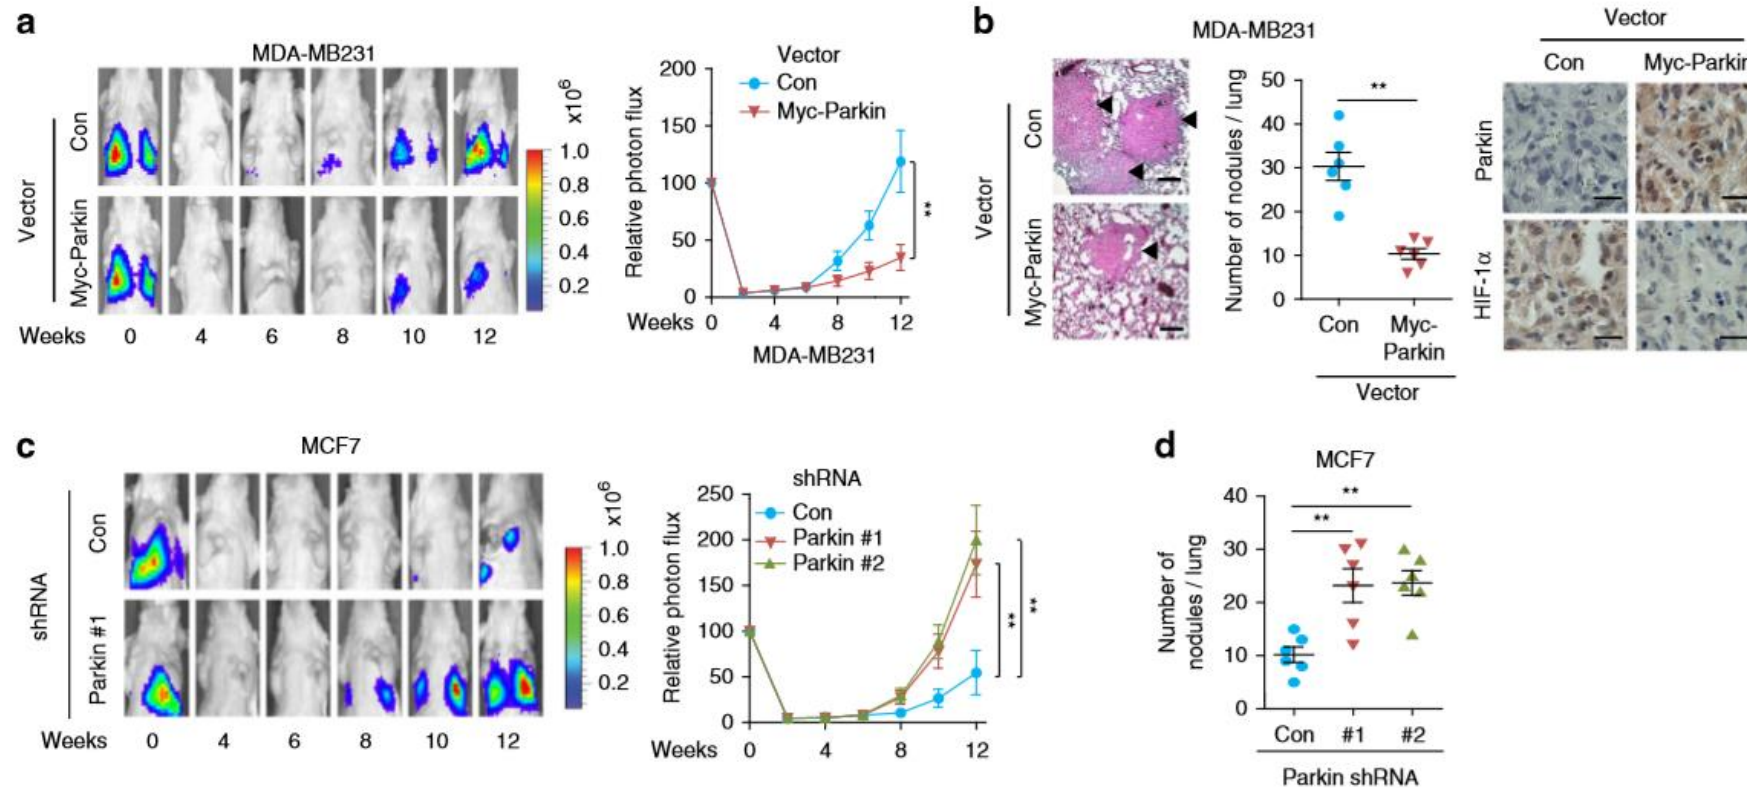 a
MDA-MB231
Vector
Con
Myc-Parkin
x10⁶
1.0
0.8
0.6
0.4
0.2
Weeks 0 4 6 8 10 12
Vector
Con
Myc-Parkin
Relative photon flux
200
150
100
50
0
**
Weeks 0 4 8 12
MDA-MB231
b
MDA-MB231
Vector
Con
Myc-Parkin
Number of nodules / lung
50
40
30
20
10
0
**
Con Myc-
Parkin
Vector
Vector
Con Myc-Parkin
Parkin
HIF-1α
c
MCF7
shRNA
Con
Parkin #1
x10⁶
1.0
0.8
0.6
0.4
0.2
Weeks 0 4 6 8 10 12
shRNA
Con
Parkin #1
Parkin #2
Relative photon flux
250
200
150
100
50
0
**
**
Weeks 0 4 8 12
d
MCF7
Number of
nodules / lung
40
30
20
10
0
**
**
Con #1 #2
Parkin shRNA